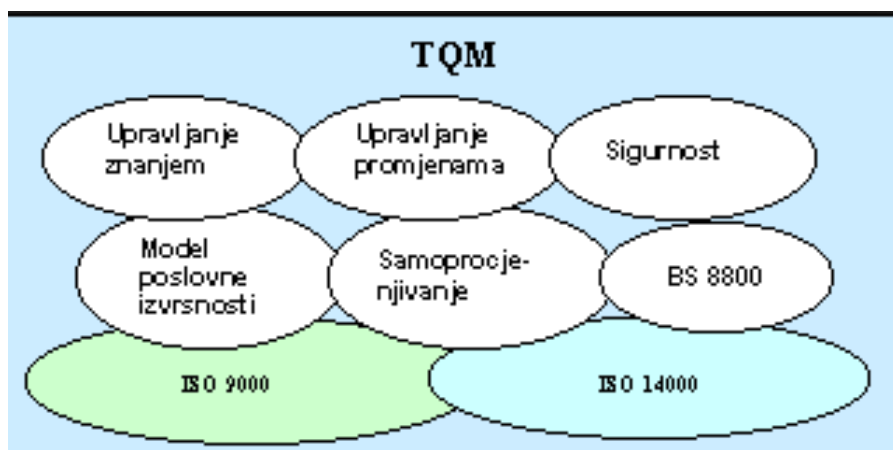 TQM
Upravljanje
znanjem
Upravljanje
promjenama
Sigurnost
Model
poslovne
izvrsnosti
Samoprocje-
njivanje
BS 8800
ISO 9000
ISO 14000